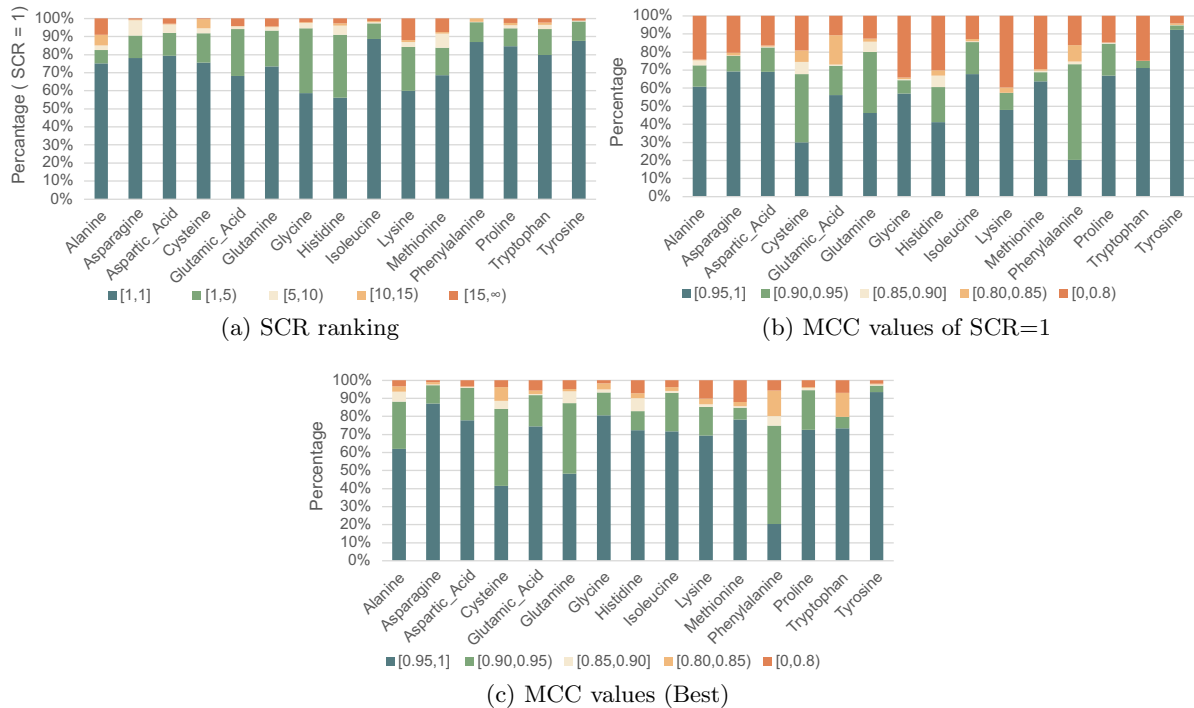 Percantage ( SCR = 1)
100%
90%
80%
70%
60%
50%
40%
30%
20%
10%
0%
Alanine
Asparagine
Aspartic_Acid
Cysteine
Glutamic_Acid
Glutamine
Glycine
Histidine
Isoleucine
Lysine
Methionine
Phenylalanine
Proline
Tryptophan
Tyrosine
[1,1] [1,5) [5,10) [10,15) [15,∞)
(a) SCR ranking
Percentage
100%
90%
80%
70%
60%
50%
40%
30%
20%
10%
0%
Alanine
Asparagine
Aspartic_Acid
Cysteine
Glutamic_Acid
Glutamine
Glycine
Histidine
Isoleucine
Lysine
Methionine
Phenylalanine
Proline
Tryptophan
Tyrosine
[0.95,1] [0.90,0.95) [0.85,0.90] [0.80,0.85) [0,0.8)
(b) MCC values of SCR=1
Percentage
100%
90%
80%
70%
60%
50%
40%
30%
20%
10%
0%
Alanine
Asparagine
Aspartic_Acid
Cysteine
Glutamic_Acid
Glutamine
Glycine
Histidine
Isoleucine
Lysine
Methionine
Phenylalanine
Proline
Tryptophan
Tyrosine
[0.95,1] [0.90,0.95) [0.85,0.90] [0.80,0.85) [0,0.8)
(c) MCC values (Best)